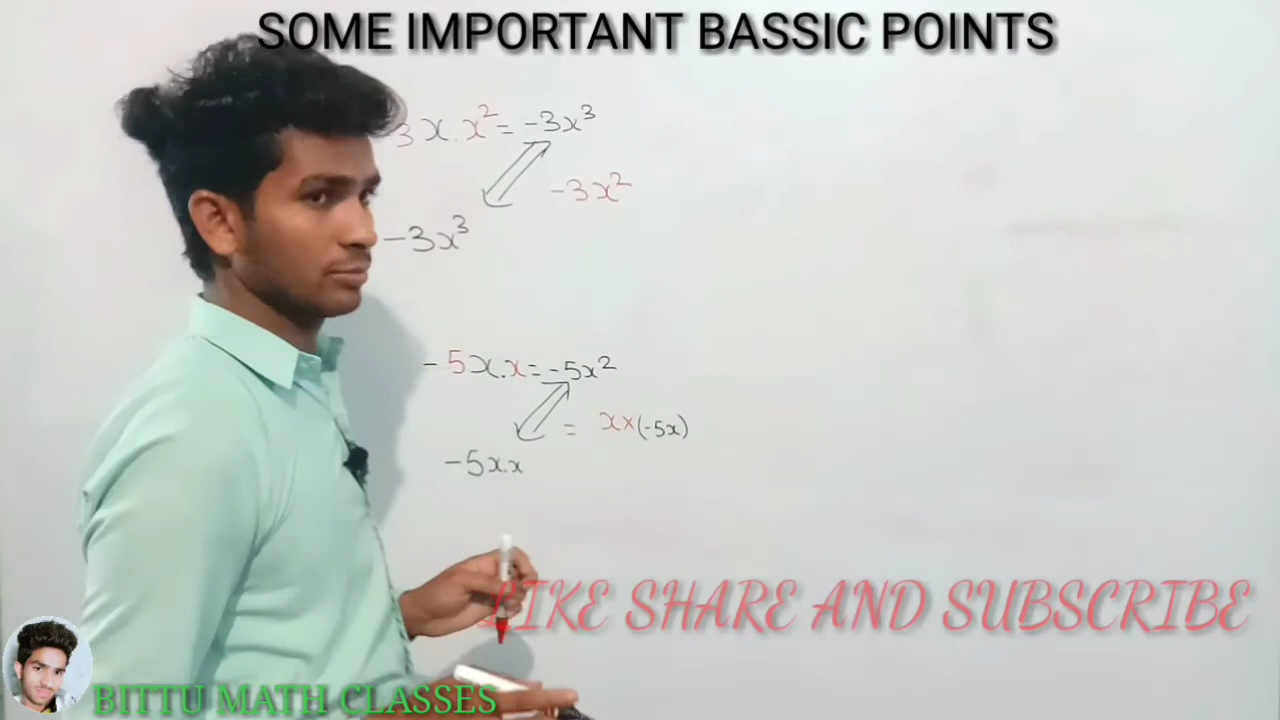 SOME IMPORTANT BASSIC POINTS
3x.x² = -3x³
-3x²
-3x³
-5x.x = -5x²
= x×(-5x)
-5x.x
LIKE SHARE AND SUBSCRIBE
BITTU MATH CLASSES